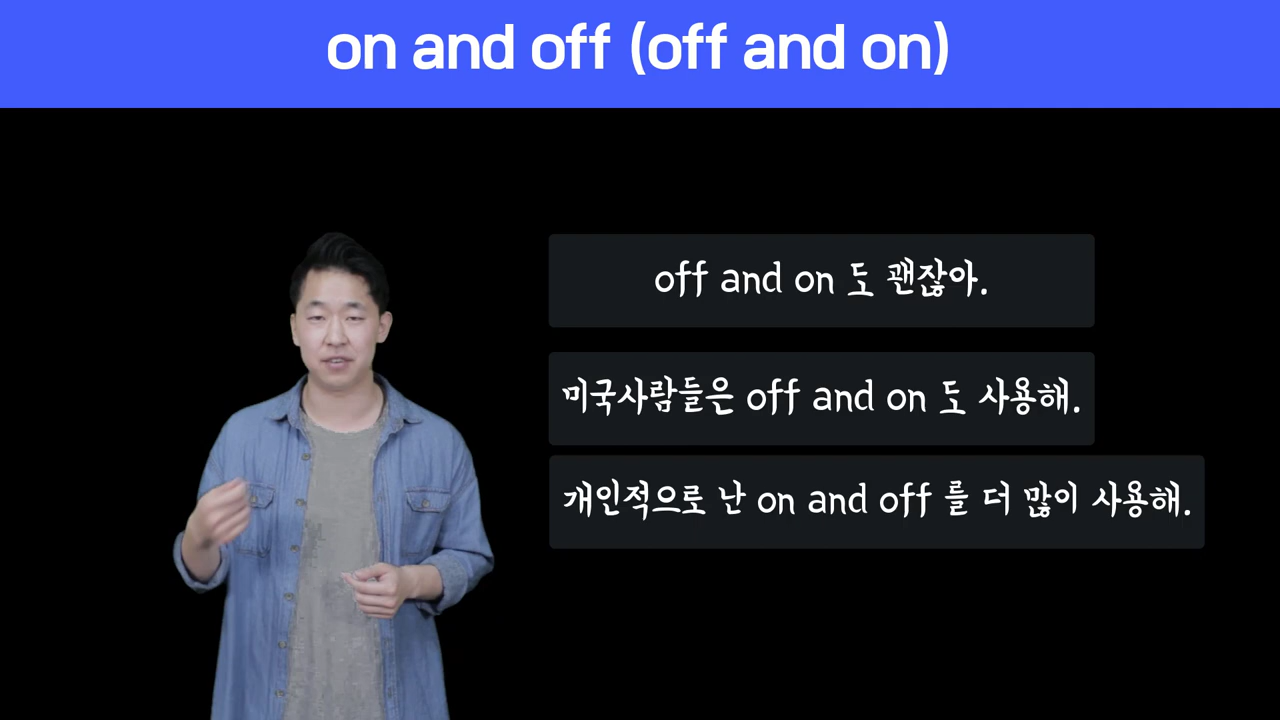 on and off (off and on)
off and on 도 괜찮아.
미국사람들은 off and on 도 사용해.
개인적으로 난 on and off 를 더 많이 사용해.